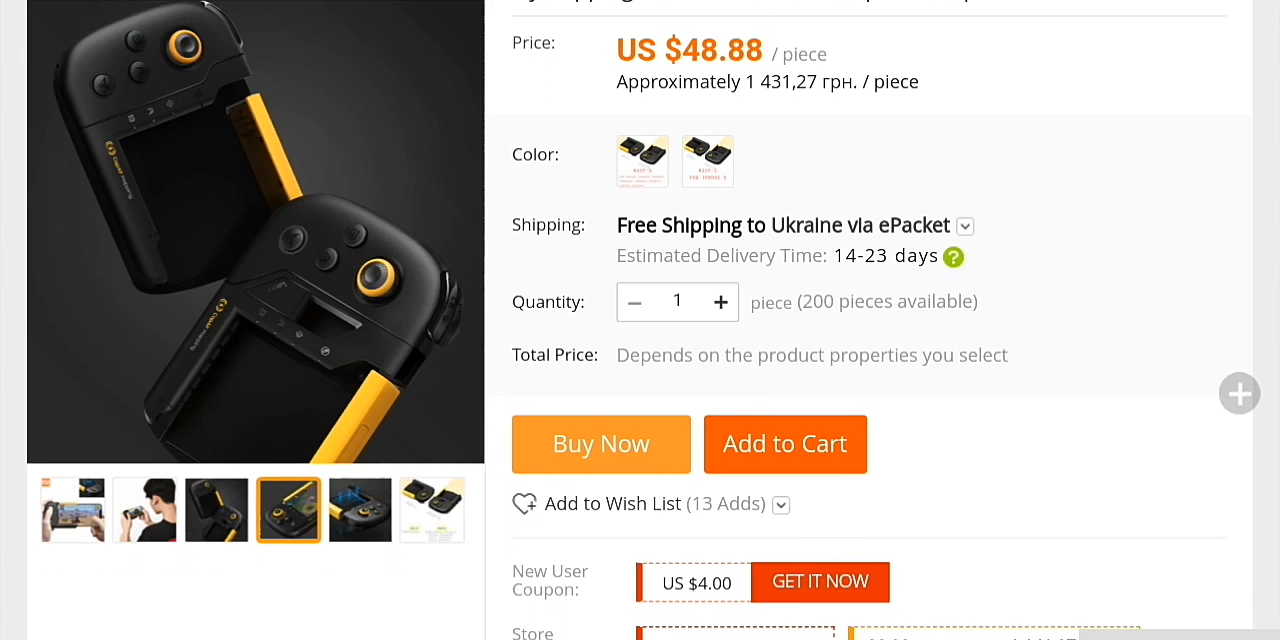 Price:
US $48.88 / piece
Approximately 1 431,27 грн. / piece
Color:
Shipping:
Free Shipping to Ukraine via ePacket
Estimated Delivery Time: 14-23 days ?
Quantity:
− 1 + piece (200 pieces available)
Total Price: Depends on the product properties you select
Buy Now
Add to Cart
Add to Wish List (13 Adds)
New User
Coupon:
US $4.00
GET IT NOW
Store